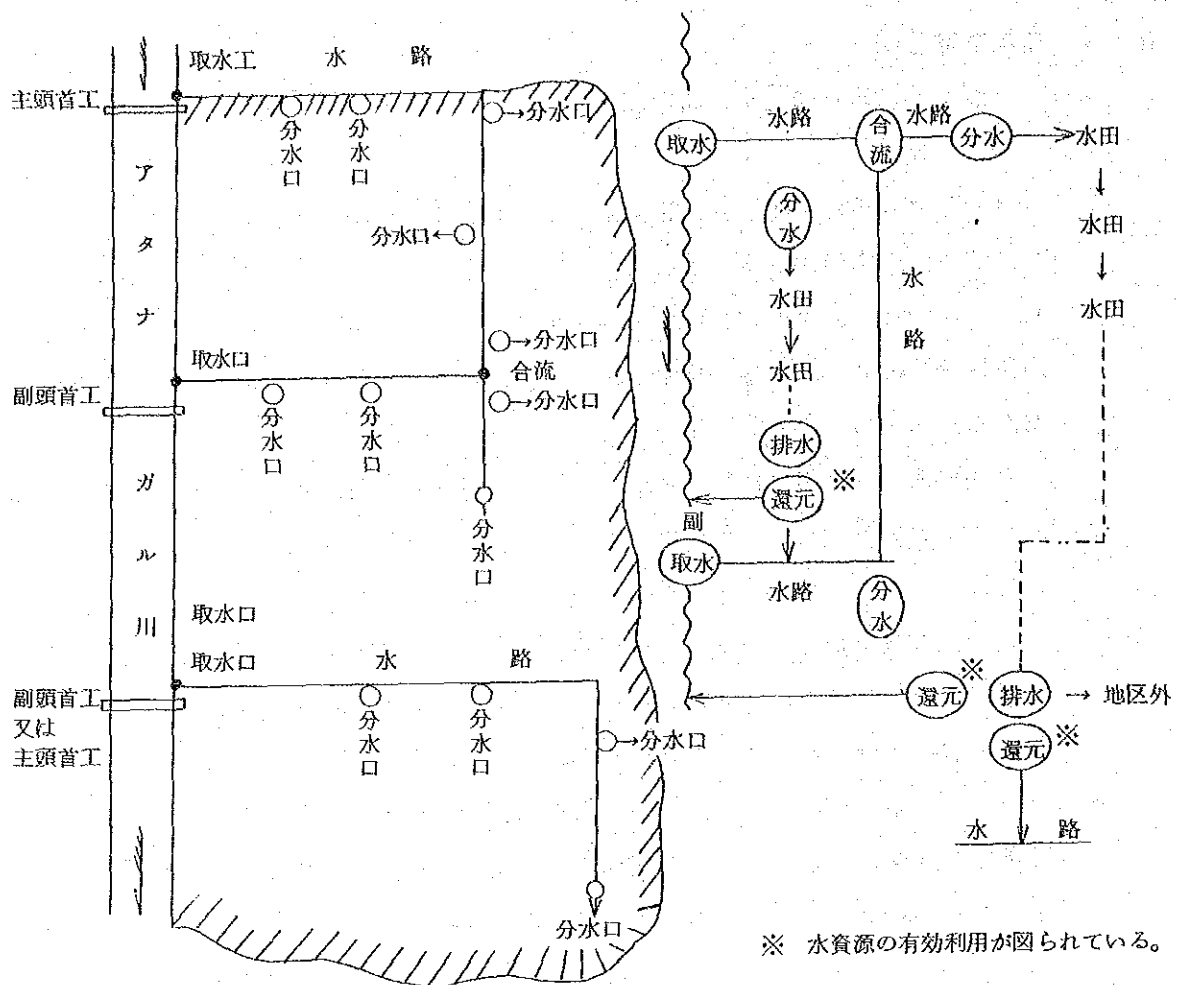 取水工 水 路
主頭首工
分水口
分水口
→分水口
分水口←
→分水口
取水口
合流
副頭首工
→分水口
分水口
分水口
分水口
アタナガル川
取水口
取水口 水 路
副頭首工
又は
主頭首工
分水口
分水口
→分水口
分水口
取水 水路 合流 水路 分水 水田
↓
水田
↓
水田
分水
↓
水田
↓
水田
排水
還元 ※
水路
副
取水
水路
分水
還元 ※
排水 → 地区外
還元 ※
水 路
※ 水資源の有効利用が図られている。